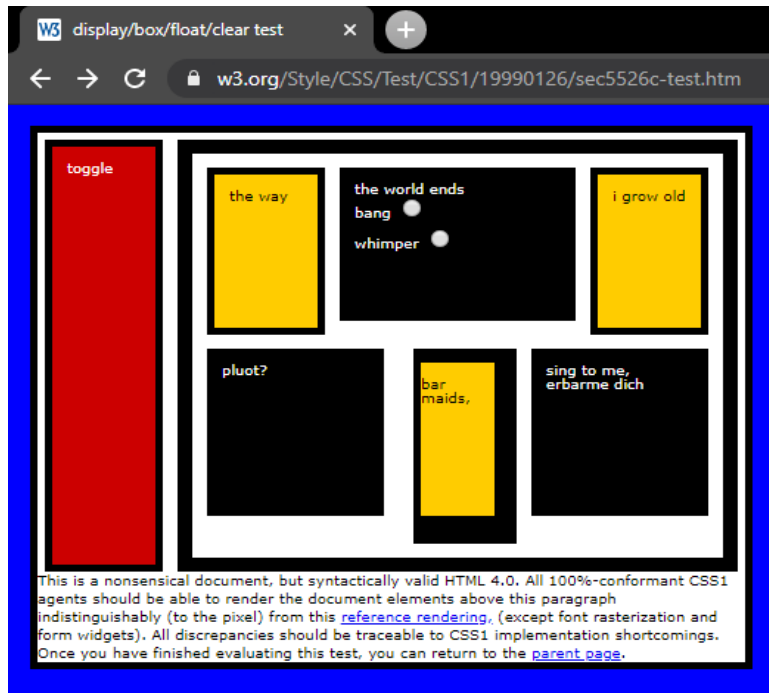 W3 display/box/float/clear test
w3.org/Style/CSS/Test/CSS1/19990126/sec5526c-test.htm
toggle
the way
the world ends
bang
whimper
i grow old
pluot?
bar
maids,
sing to me,
erbarme dich
This is a nonsensical document, but syntactically valid HTML 4.0. All 100%-conformant CSS1
agents should be able to render the document elements above this paragraph
indistinguishably (to the pixel) from this reference rendering, (except font rasterization and
form widgets). All discrepancies should be traceable to CSS1 implementation shortcomings.
Once you have finished evaluating this test, you can return to the parent page.